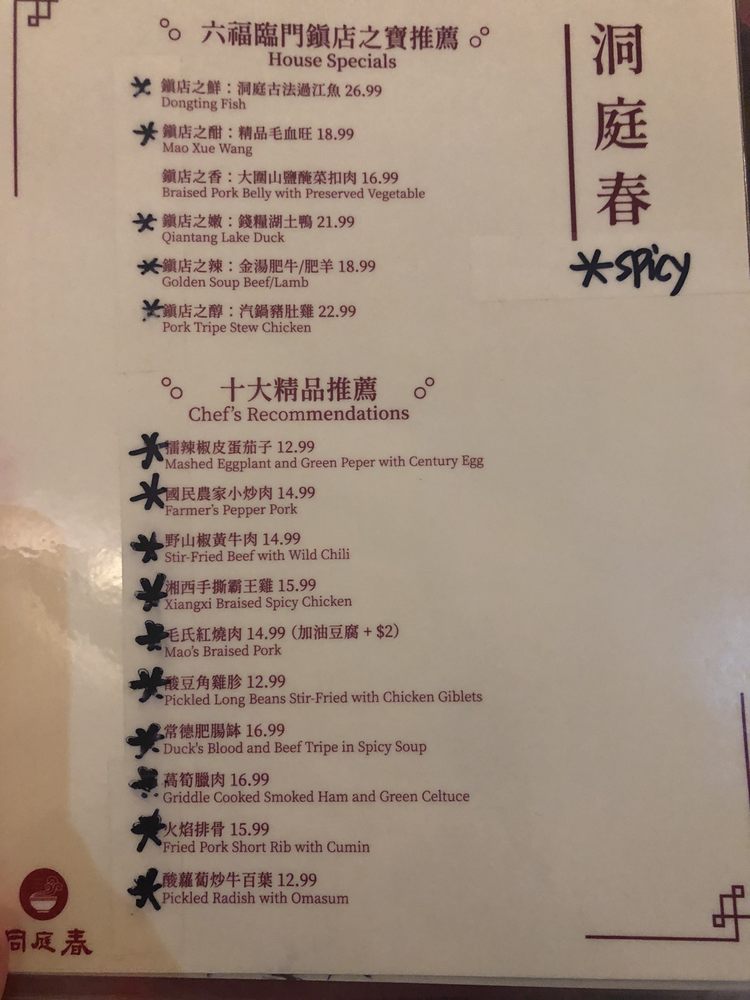 六福臨門鎮店之寶推薦
House Specials
鎮店之鮮：洞庭古法過江魚 26.99
Dongting Fish
鎮店之酣：精品毛血旺 18.99
Mao Xue Wang
鎮店之香：大圍山鹽醃菜扣肉 16.99
Braised Pork Belly with Preserved Vegetable
鎮店之嫩：錢糧湖土鴨 21.99
Qiantang Lake Duck
鎮店之辣：金湯肥牛/肥羊 18.99
Golden Soup Beef/Lamb
鎮店之醇：汽鍋豬肚雞 22.99
Pork Tripe Stew Chicken
洞庭春
*spicy
十大精品推薦
Chef's Recommendations
擂辣椒皮蛋茄子 12.99
Mashed Eggplant and Green Peper with Century Egg
國民農家小炒肉 14.99
Farmer's Pepper Pork
野山椒黃牛肉 14.99
Stir-Fried Beef with Wild Chili
湘西手撕霸王雞 15.99
Xiangxi Braised Spicy Chicken
毛氏紅燒肉 14.99（加油豆腐 + $2）
Mao's Braised Pork
酸豆角雞胗 12.99
Pickled Long Beans Stir-Fried with Chicken Giblets
常德肥腸缽 16.99
Duck's Blood and Beef Tripe in Spicy Soup
萵筍臘肉 16.99
Griddle Cooked Smoked Ham and Green Celtuce
火焰排骨 15.99
Fried Pork Short Rib with Cumin
酸蘿蔔炒牛百葉 12.99
Pickled Radish with Omasum
洞庭春